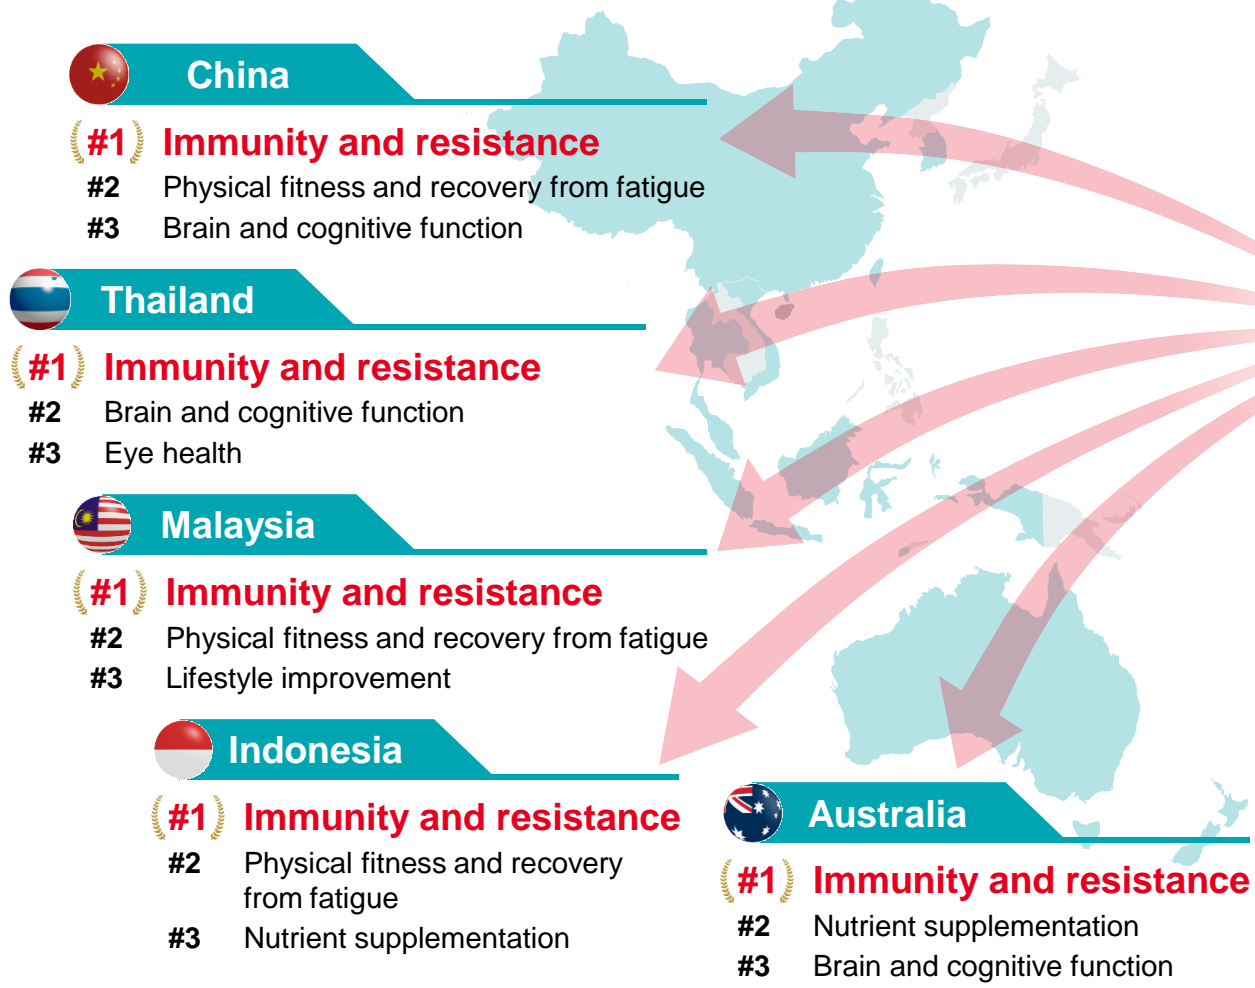 China
#1 Immunity and resistance
#2 Physical fitness and recovery from fatigue
#3 Brain and cognitive function
Thailand
#1 Immunity and resistance
#2 Brain and cognitive function
#3 Eye health
Malaysia
#1 Immunity and resistance
#2 Physical fitness and recovery from fatigue
#3 Lifestyle improvement
Indonesia
#1 Immunity and resistance
#2 Physical fitness and recovery
from fatigue
#3 Nutrient supplementation
Australia
#1 Immunity and resistance
#2 Nutrient supplementation
#3 Brain and cognitive function